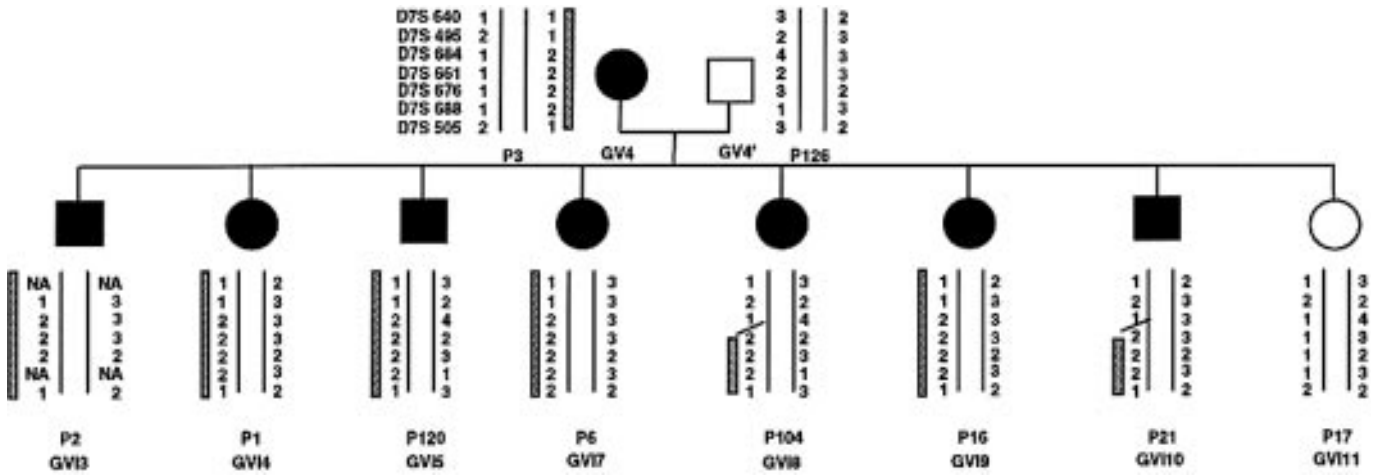 D7S 640 1 1 3 2
D7S 495 2 1 2 3
D7S 664 1 2 4 3
D7S 661 1 2 2 3
D7S 676 1 2 3 2
D7S 688 1 2 1 3
D7S 505 2 1 3 2
P3 GV4 GV4' P126
NA NA 1 2 1 3 1 3 1 3 1 2 1 2 1 3
1 3 1 3 1 2 1 3 2 2 1 3 2 3 2 2
2 3 2 3 2 4 2 3 1 4 2 3 1 3 1 4
2 3 2 3 2 2 2 3 2 2 2 3 2 3 1 3
2 2 2 2 2 3 2 2 2 3 2 2 2 2 1 2
NA NA 2 3 2 1 2 3 2 1 2 3 2 3 1 3
1 2 1 2 1 3 2 2 1 3 1 2 1 2 2 2
P2 P1 P120 P6 P104 P16 P21 P17
GVI3 GVI4 GVI5 GVI7 GVI8 GVI9 GVI10 GVI11